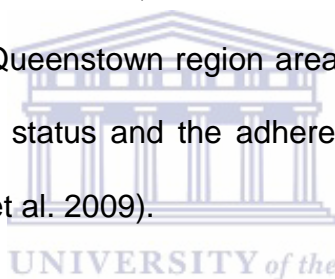 Queenstown region area
status and the adhere
et al. 2009).
UNIVERSITY of the